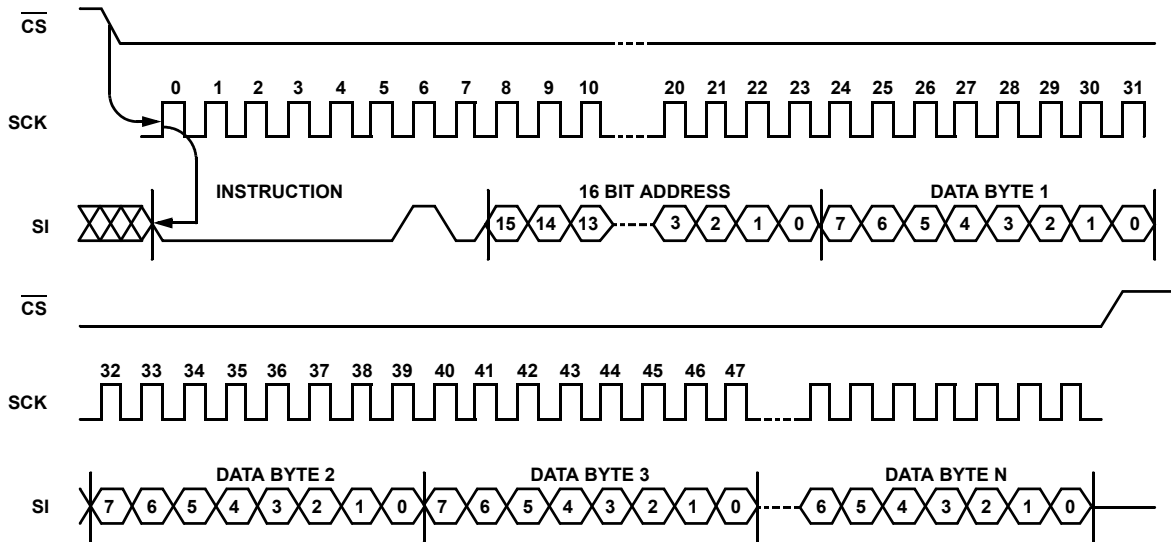 CS
0 1 2 3 4 5 6 7 8 9 10 20 21 22 23 24 25 26 27 28 29 30 31
SCK
INSTRUCTION 16 BIT ADDRESS DATA BYTE 1
SI 15 14 13 3 2 1 0 7 6 5 4 3 2 1 0
CS
32 33 34 35 36 37 38 39 40 41 42 43 44 45 46 47
SCK
DATA BYTE 2 DATA BYTE 3 DATA BYTE N
SI 7 6 5 4 3 2 1 0 7 6 5 4 3 2 1 0 6 5 4 3 2 1 0